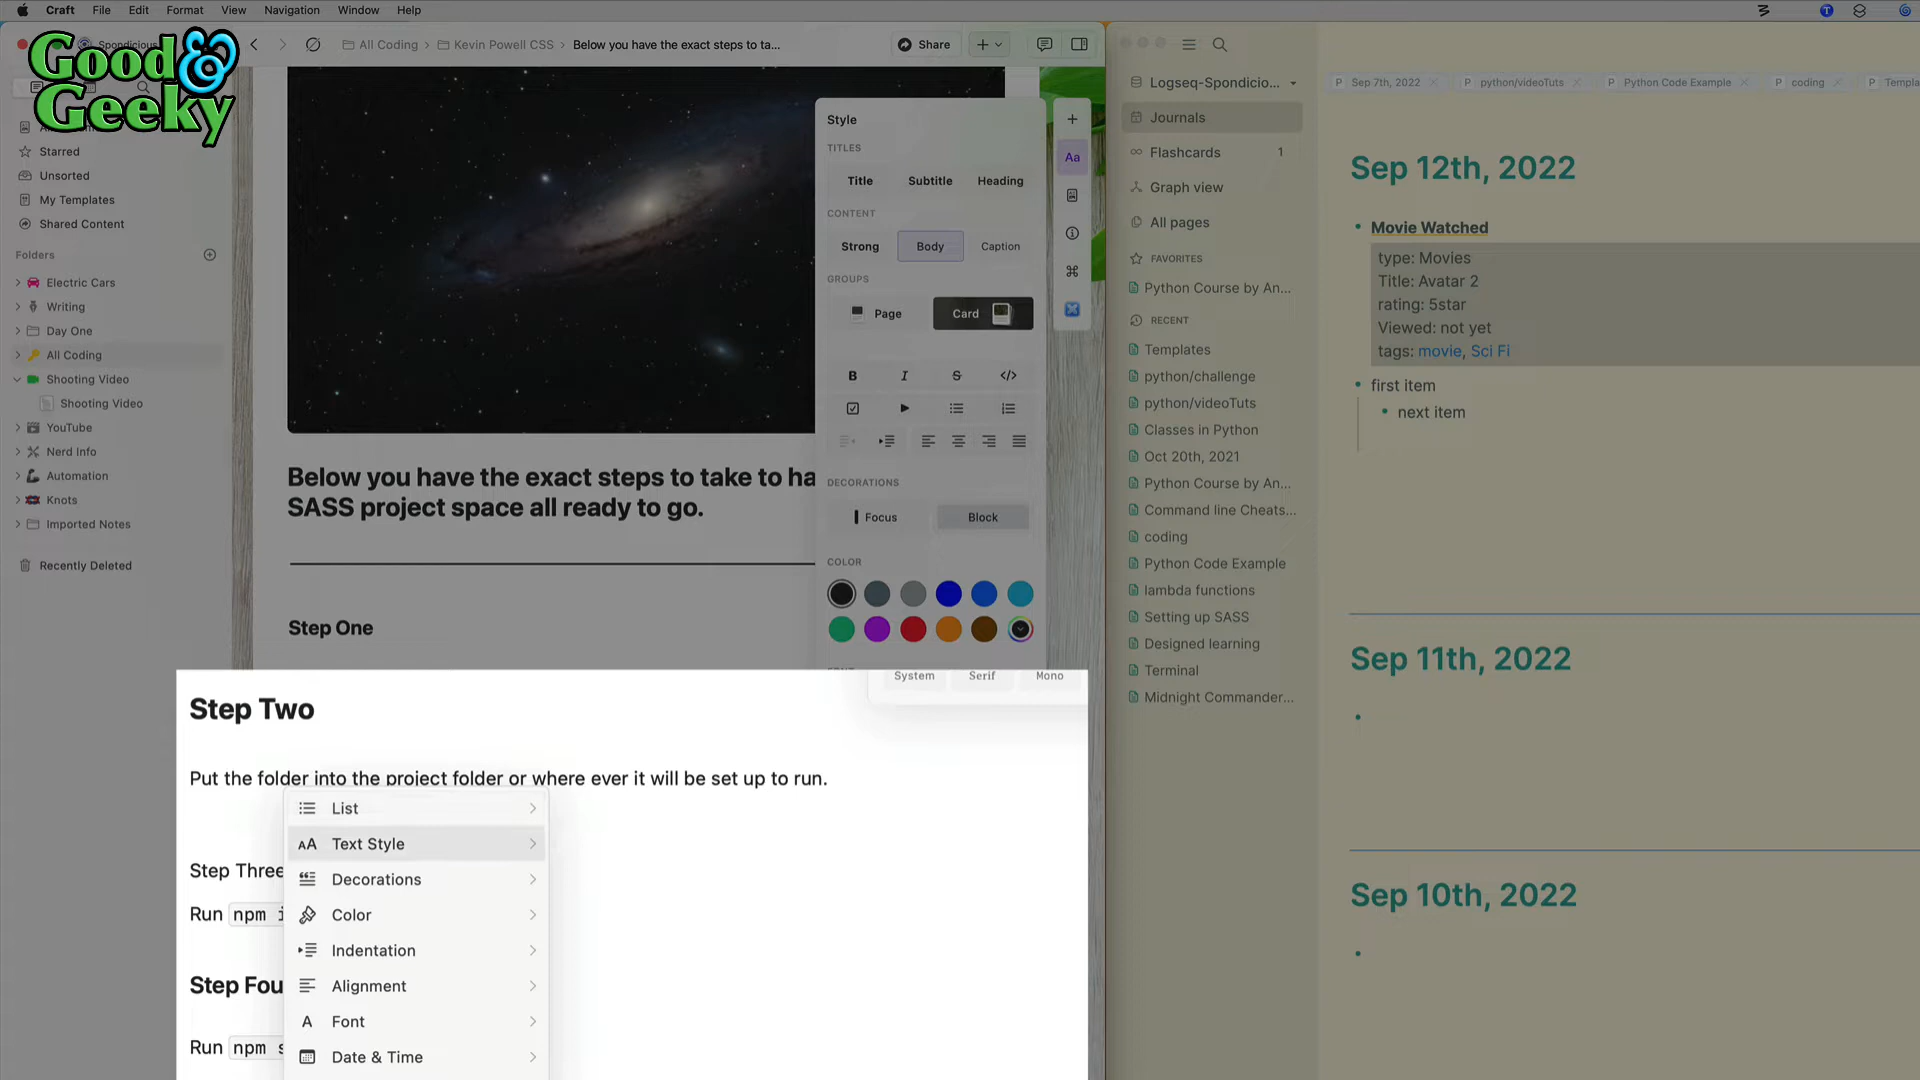 Craft File Edit Format View Navigation Window Help
Good &
Geeky
All Coding Kevin Powell CSS Below you have the exact steps to ta...
Share
Starred
Unsorted
My Templates
Shared Content
Folders
Electric Cars
Writing
Day One
All Coding
Shooting Video
Shooting Video
YouTube
Nerd Info
Automation
Knots
Imported Notes
Recently Deleted
Below you have the exact steps to take to ha
SASS project space all ready to go.
Step One
Step Two
Put the folder into the project folder or where ever it will be set up to run.
Step Three
Run npm i
Step Fou
Run npm s
List
Text Style
Decorations
Color
Indentation
Alignment
Font
Date & Time
Style
TITLES
Title Subtitle Heading
CONTENT
Strong Body Caption
GROUPS
Page Card
B I S </>
DECORATIONS
Focus Block
COLOR
System Serif Mono
Aa
Logseq-Spondicio...
Journals
Flashcards 1
Graph view
All pages
FAVORITES
Python Course by An...
RECENT
Templates
python/challenge
python/videoTuts
Classes in Python
Oct 20th, 2021
Python Course by An...
Command line Cheats...
coding
Python Code Example
lambda functions
Setting up SASS
Designed learning
Terminal
Midnight Commander...
P Sep 7th, 2022 P python/videoTuts P Python Code Example P coding P Templa
Sep 12th, 2022
Movie Watched
type: Movies
Title: Avatar 2
rating: 5star
Viewed: not yet
tags: movie, Sci Fi
first item
next item
Sep 11th, 2022
Sep 10th, 2022